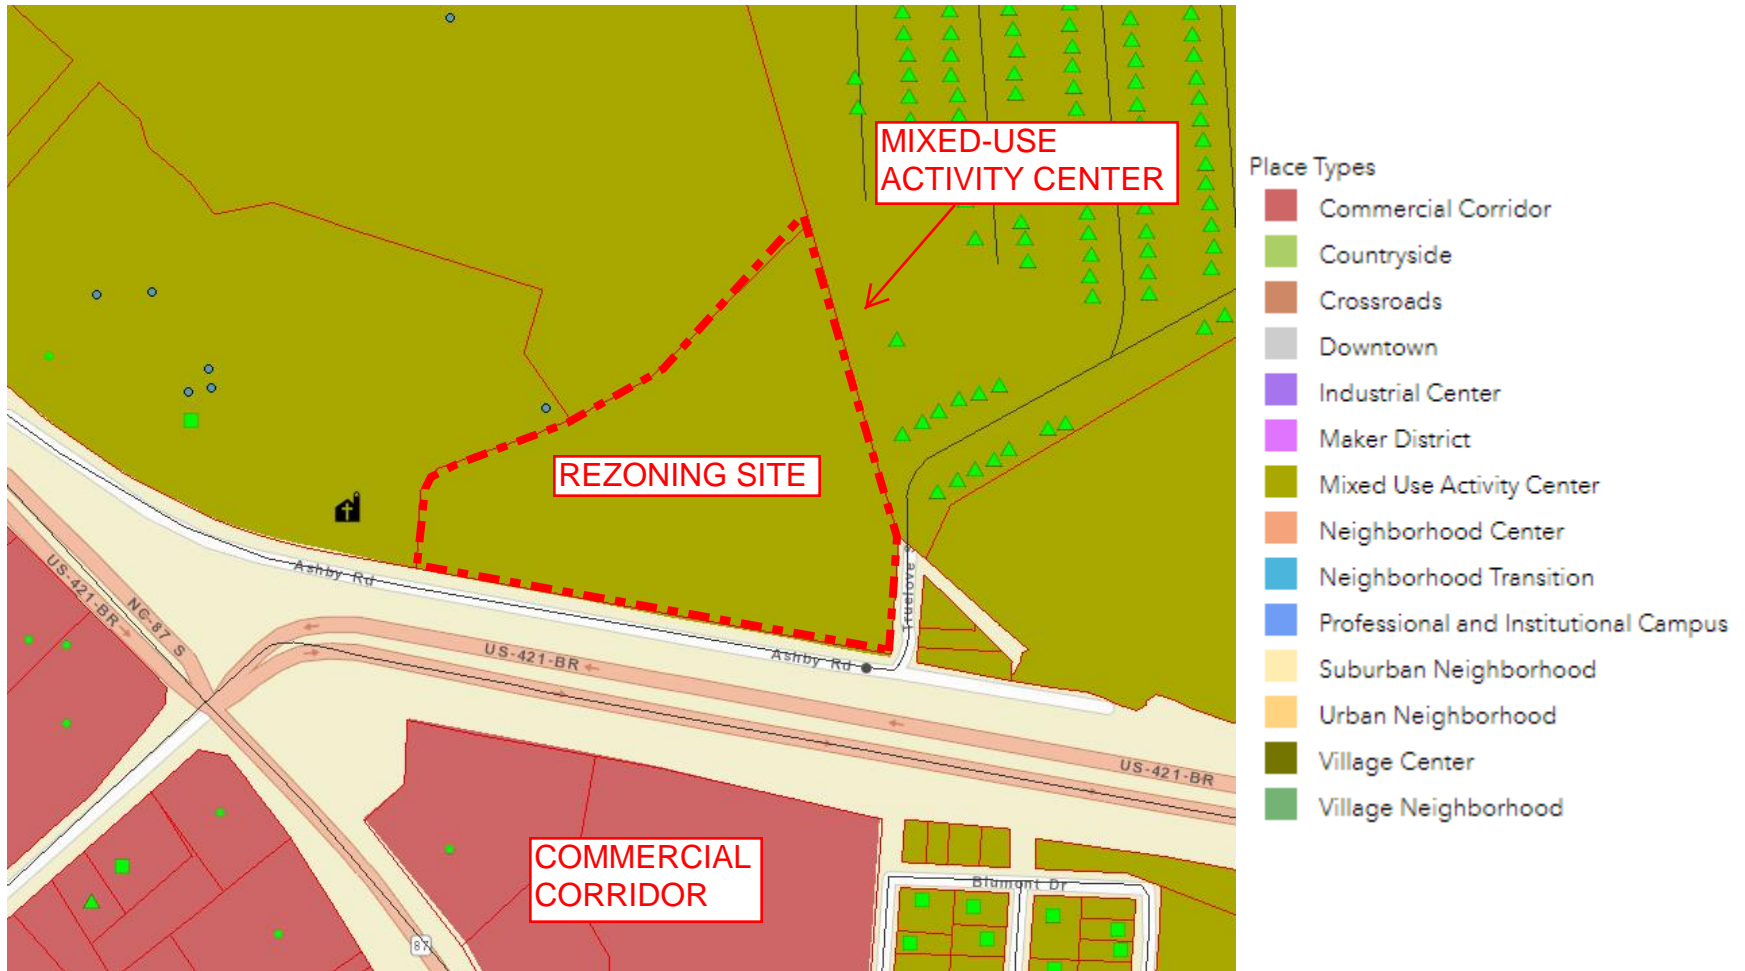 MIXED-USE
ACTIVITY CENTER
REZONING SITE
Ashby Rd
US-421-BR
NC-87 S
US-421-BR
Ashby Rd
Truelove S
US-421-BR
COMMERCIAL
CORRIDOR
Blumont Dr
87
Place Types
Commercial Corridor
Countryside
Crossroads
Downtown
Industrial Center
Maker District
Mixed Use Activity Center
Neighborhood Center
Neighborhood Transition
Professional and Institutional Campus
Suburban Neighborhood
Urban Neighborhood
Village Center
Village Neighborhood